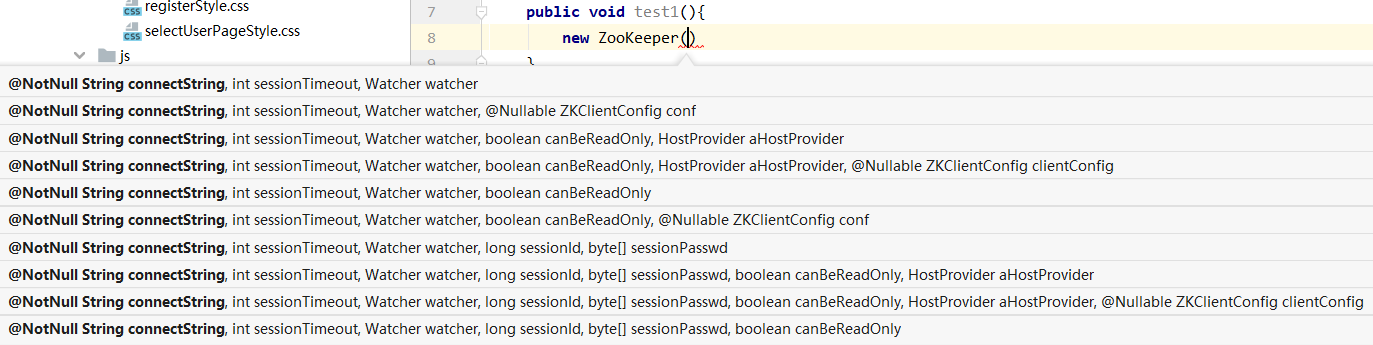 registerStyle.css
selectUserPageStyle.css
js
7 public void test1(){
8 new ZooKeeper()
9 }
@NotNull String connectString, int sessionTimeout, Watcher watcher
@NotNull String connectString, int sessionTimeout, Watcher watcher, @Nullable ZKClientConfig conf
@NotNull String connectString, int sessionTimeout, Watcher watcher, boolean canBeReadOnly, HostProvider aHostProvider
@NotNull String connectString, int sessionTimeout, Watcher watcher, boolean canBeReadOnly, HostProvider aHostProvider, @Nullable ZKClientConfig clientConfig
@NotNull String connectString, int sessionTimeout, Watcher watcher, boolean canBeReadOnly
@NotNull String connectString, int sessionTimeout, Watcher watcher, boolean canBeReadOnly, @Nullable ZKClientConfig conf
@NotNull String connectString, int sessionTimeout, Watcher watcher, long sessionId, byte[] sessionPasswd
@NotNull String connectString, int sessionTimeout, Watcher watcher, long sessionId, byte[] sessionPasswd, boolean canBeReadOnly, HostProvider aHostProvider
@NotNull String connectString, int sessionTimeout, Watcher watcher, long sessionId, byte[] sessionPasswd, boolean canBeReadOnly, HostProvider aHostProvider, @Nullable ZKClientConfig clientConfig
@NotNull String connectString, int sessionTimeout, Watcher watcher, long sessionId, byte[] sessionPasswd, boolean canBeReadOnly